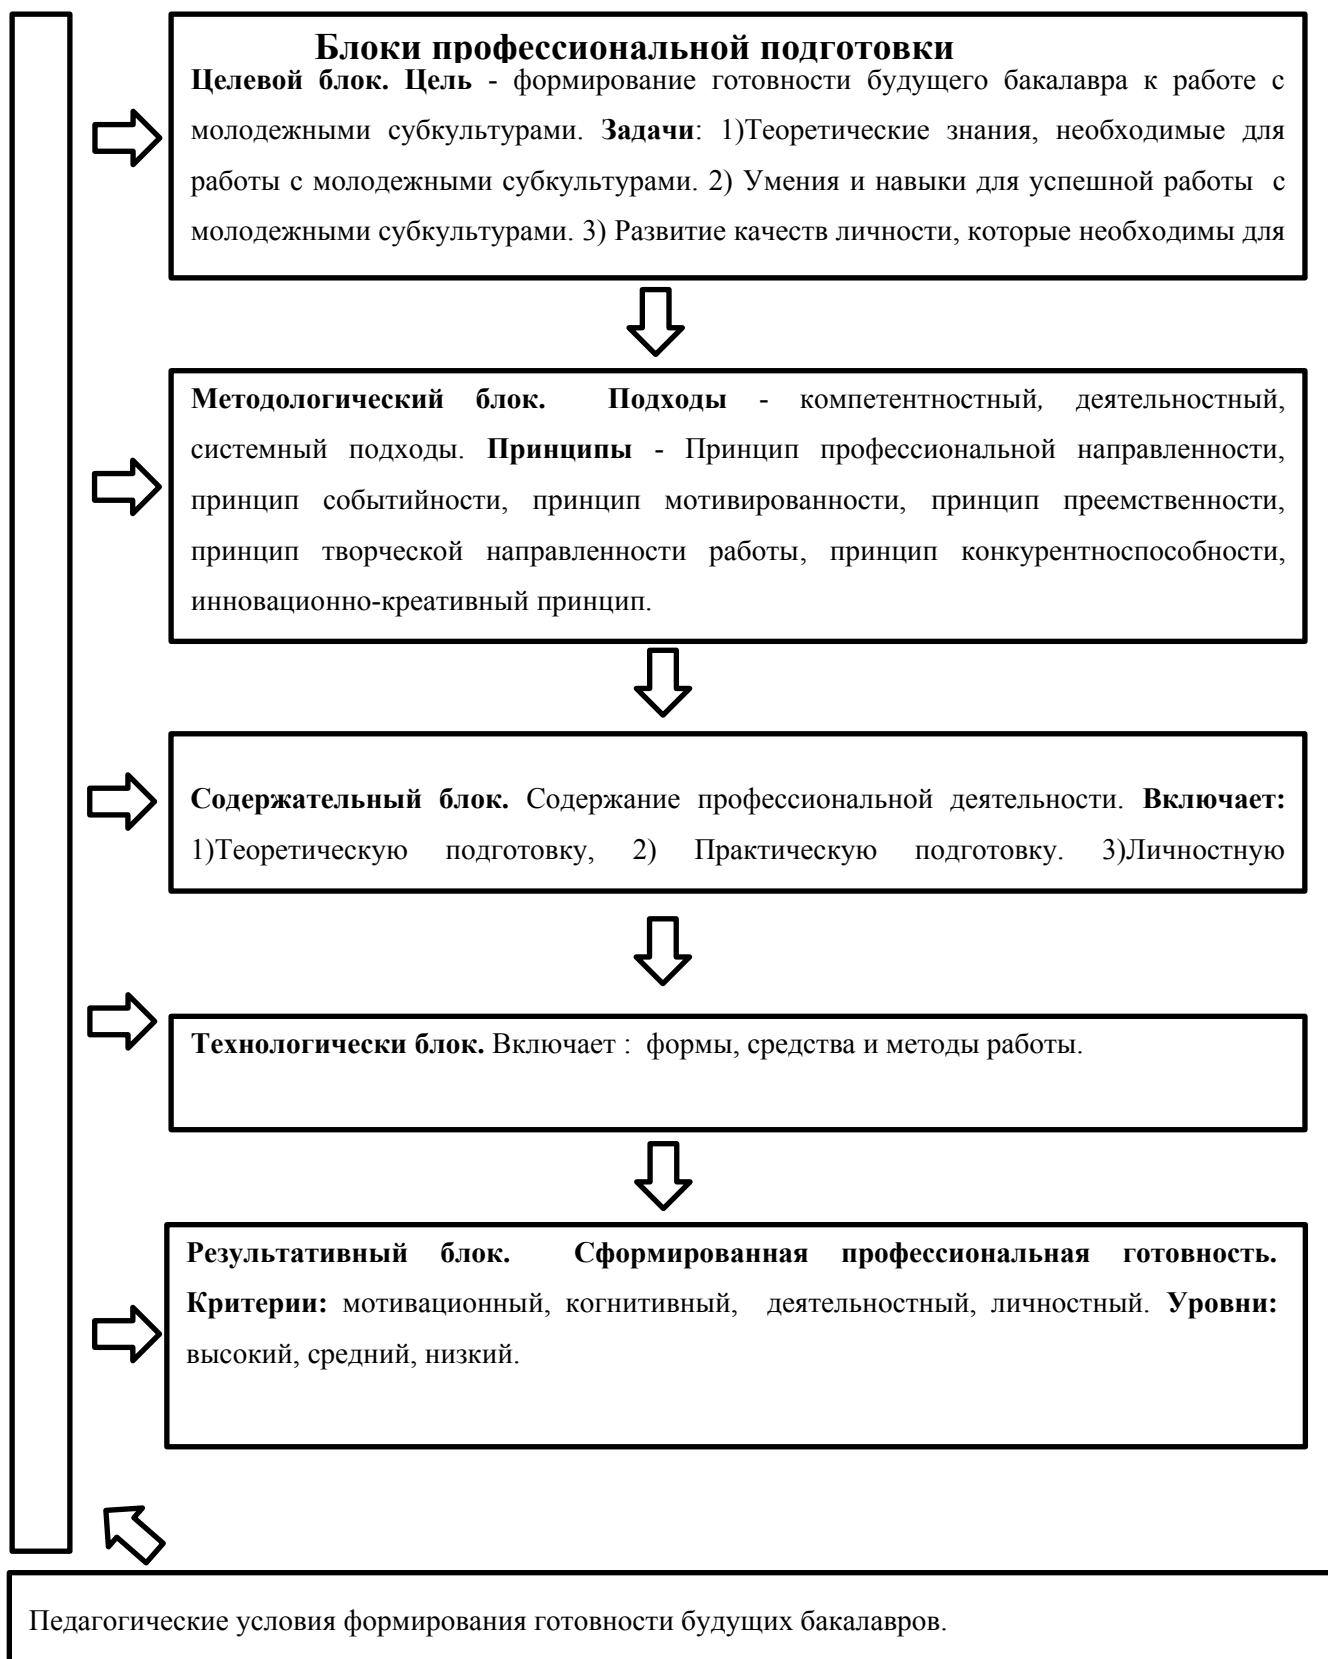 Блоки профессиональной подготовки
Целевой блок. Цель - формирование готовности будущего бакалавра к работе с
молодежными субкультурами. Задачи: 1)Теоретические знания, необходимые для
работы с молодежными субкультурами. 2) Умения и навыки для успешной работы с
молодежными субкультурами. 3) Развитие качеств личности, которые необходимы для
Методологический блок. Подходы - компетентностный, деятельностный,
системный подходы. Принципы - Принцип профессиональной направленности,
принцип событийности, принцип мотивированности, принцип преемственности,
принцип творческой направленности работы, принцип конкурентноспособности,
инновационно-креативный принцип.
Содержательный блок. Содержание профессиональной деятельности. Включает:
1)Теоретическую подготовку, 2) Практическую подготовку. 3)Личностную
Технологически блок. Включает : формы, средства и методы работы.
Результативный блок. Сформированная профессиональная готовность.
Критерии: мотивационный, когнитивный, деятельностный, личностный. Уровни:
высокий, средний, низкий.
Педагогические условия формирования готовности будущих бакалавров.